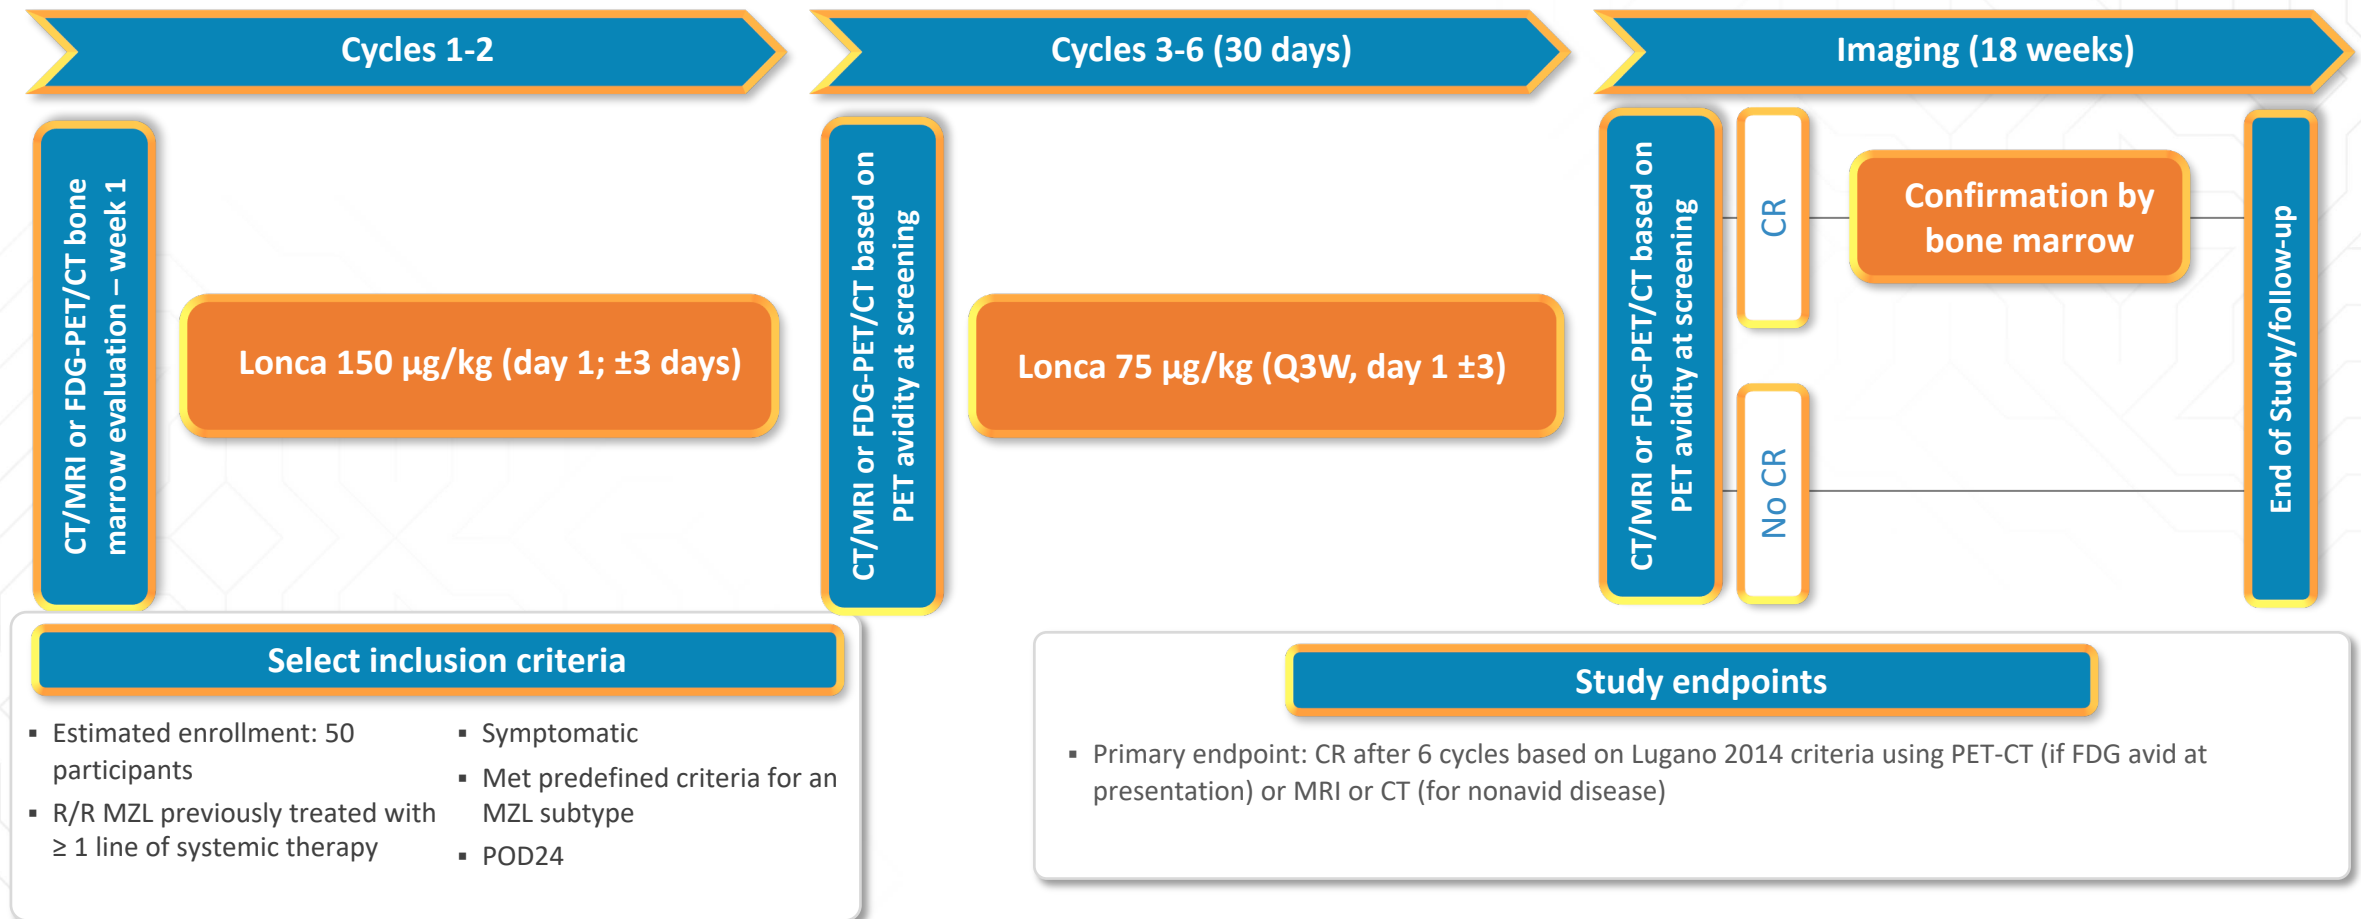 Cycles 1-2
Cycles 3-6 (30 days)
Imaging (18 weeks)
CT/MRI or FDG-PET/CT bone
marrow evaluation – week 1
Lonca 150 µg/kg (day 1; ±3 days)
CT/MRI or FDG-PET/CT based on
PET avidity at screening
Lonca 75 µg/kg (Q3W, day 1 ±3)
CT/MRI or FDG-PET/CT based on
PET avidity at screening
CR
Confirmation by
bone marrow
No CR
End of Study/follow-up
Select inclusion criteria
▪ Estimated enrollment: 50
participants
▪ R/R MZL previously treated with
≥ 1 line of systemic therapy
▪ Symptomatic
▪ Met predefined criteria for an
MZL subtype
▪ POD24
Study endpoints
▪ Primary endpoint: CR after 6 cycles based on Lugano 2014 criteria using PET-CT (if FDG avid at
presentation) or MRI or CT (for nonavid disease)